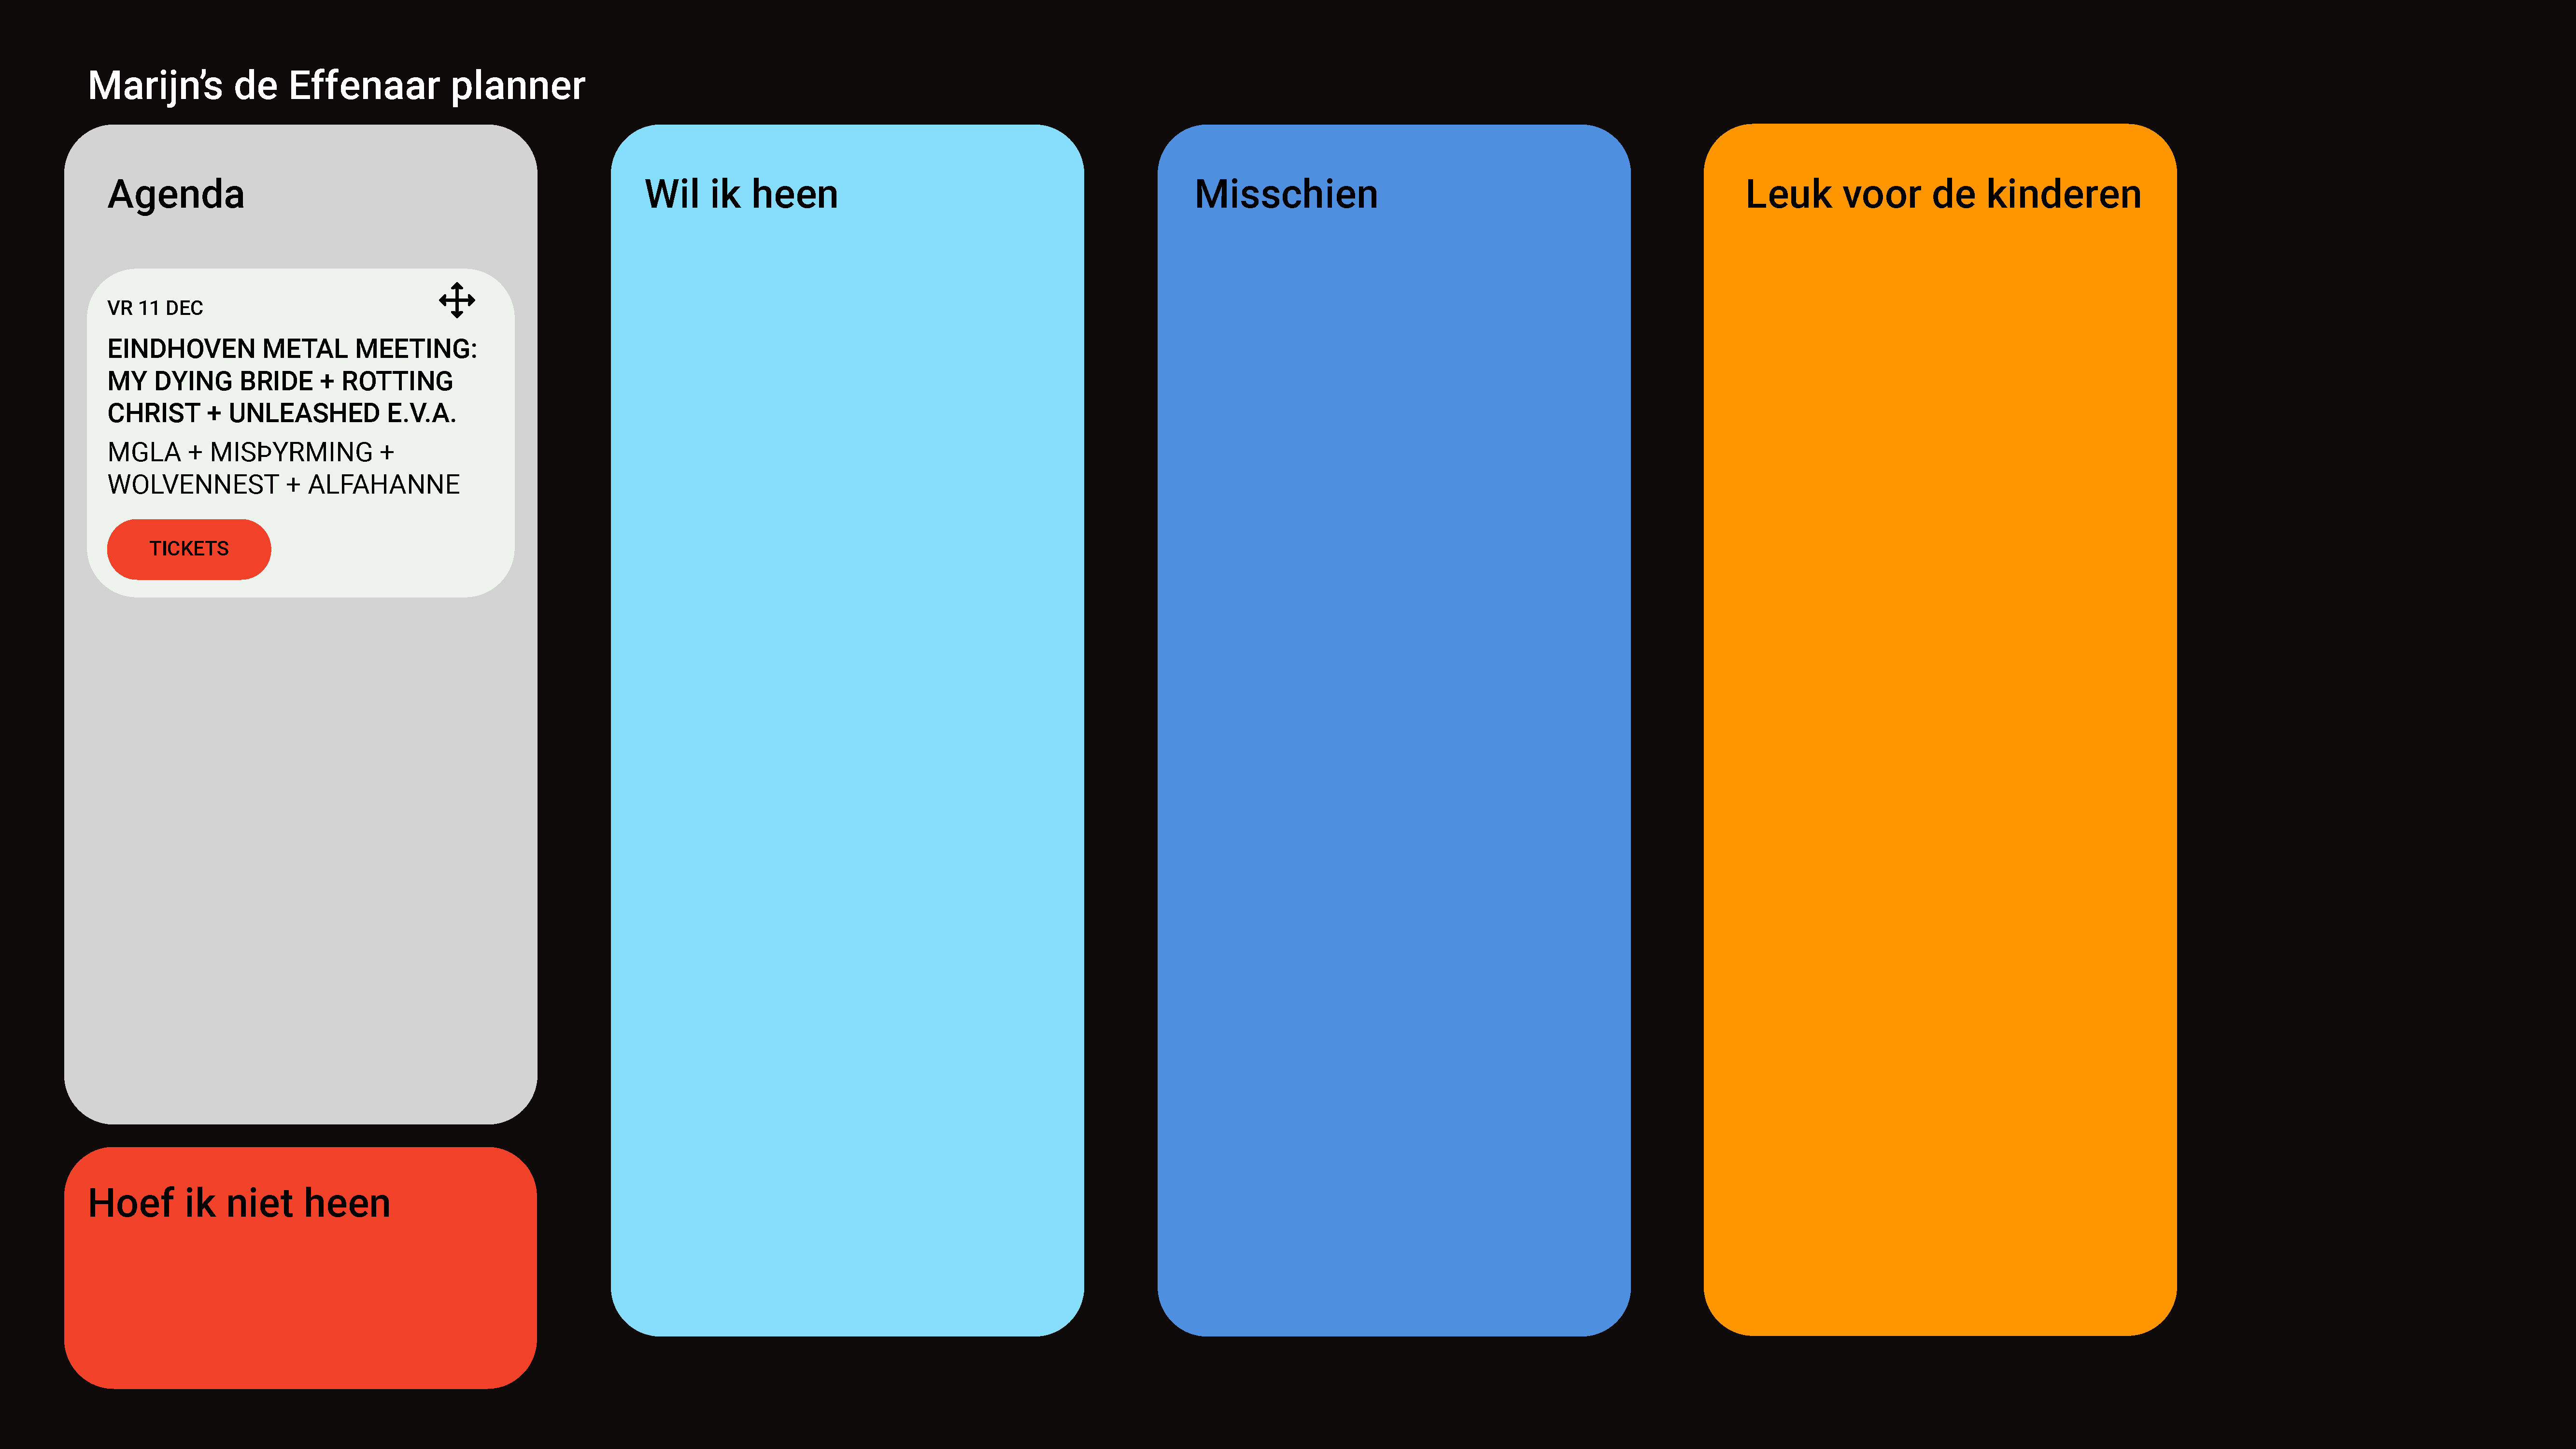 Marijn’s de Effenaar planner
Agenda
VR 11 DEC
EINDHOVEN METAL MEETING:
MY DYING BRIDE + ROTTING
CHRIST + UNLEASHED E.V.A.
MGLA + MISÞYRMING +
WOLVENNEST + ALFAHANNE
TICKETS
Hoef ik niet heen
Wil ik heen
Misschien
Leuk voor de kinderen